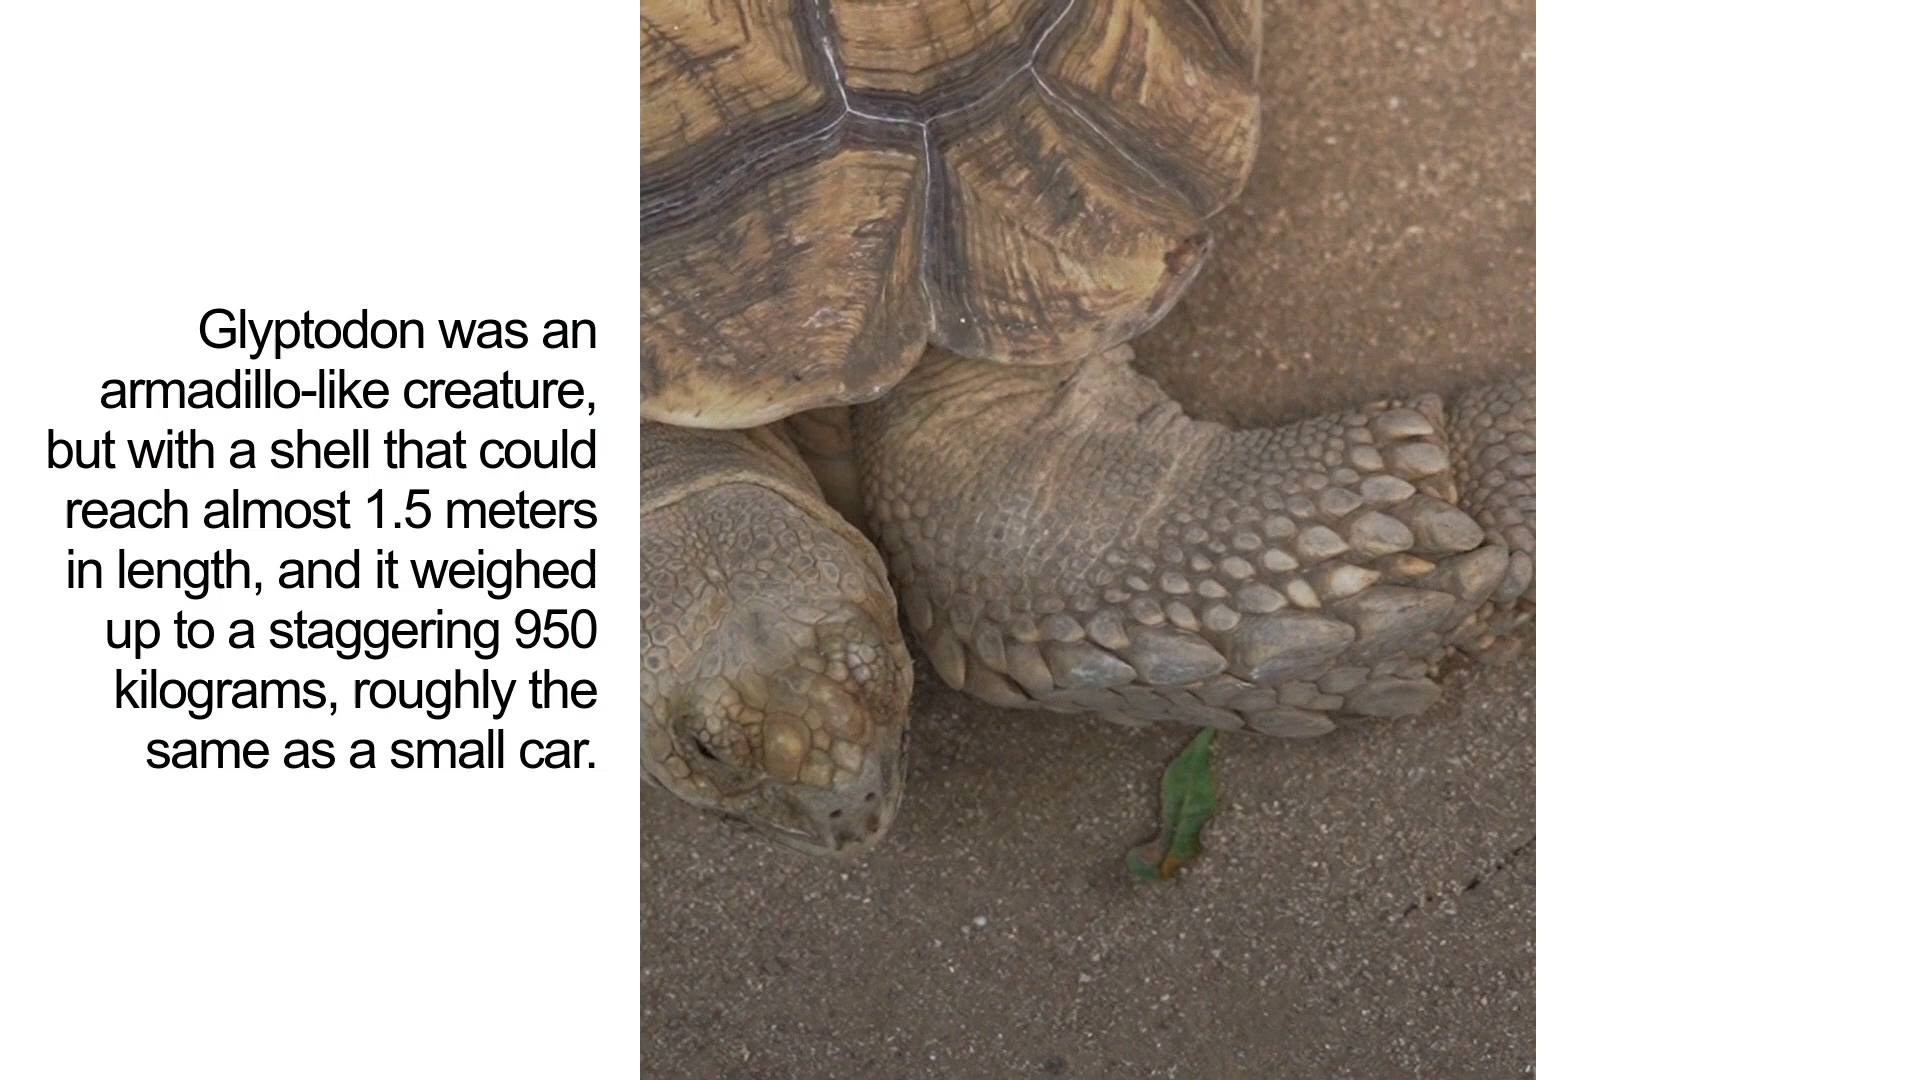 Glyptodon was an
armadillo-like creature,
but with a shell that could
reach almost 1.5 meters
in length, and it weighed
up to a staggering 950
kilograms, roughly the
same as a small car.